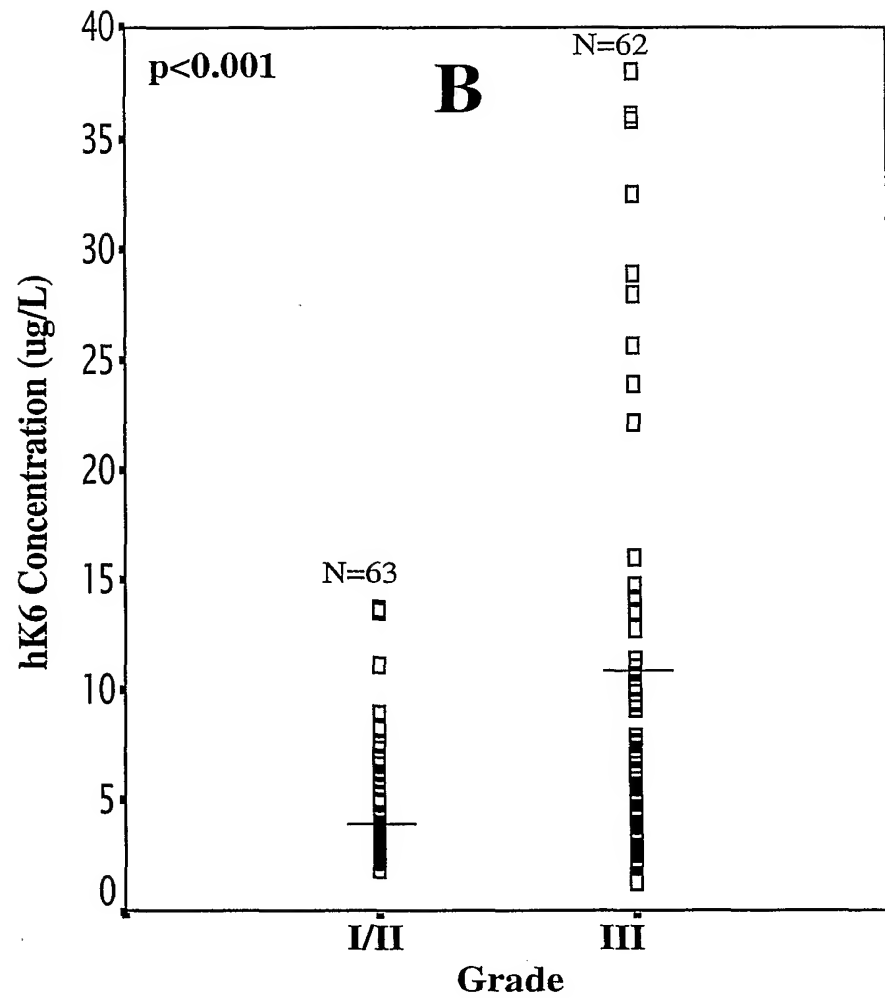 40
N=62
p<0.001
B
35
30
25
20
15
N=63
10
5
0
hK6 Concentration (ug/L)
I/II
III
Grade